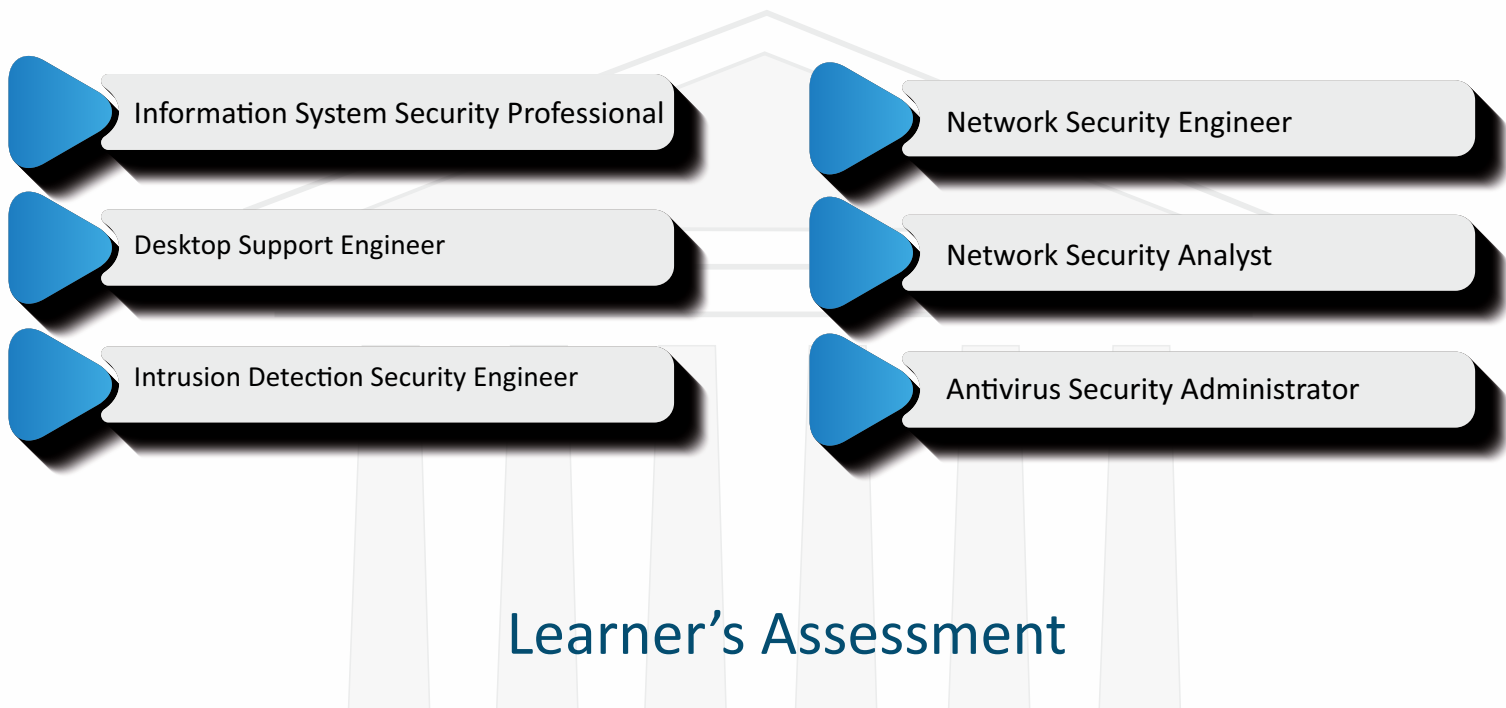 Information System Security Professional
Desktop Support Engineer
Intrusion Detection Security Engineer
Network Security Engineer
Network Security Analyst
Antivirus Security Administrator
Learner’s Assessment